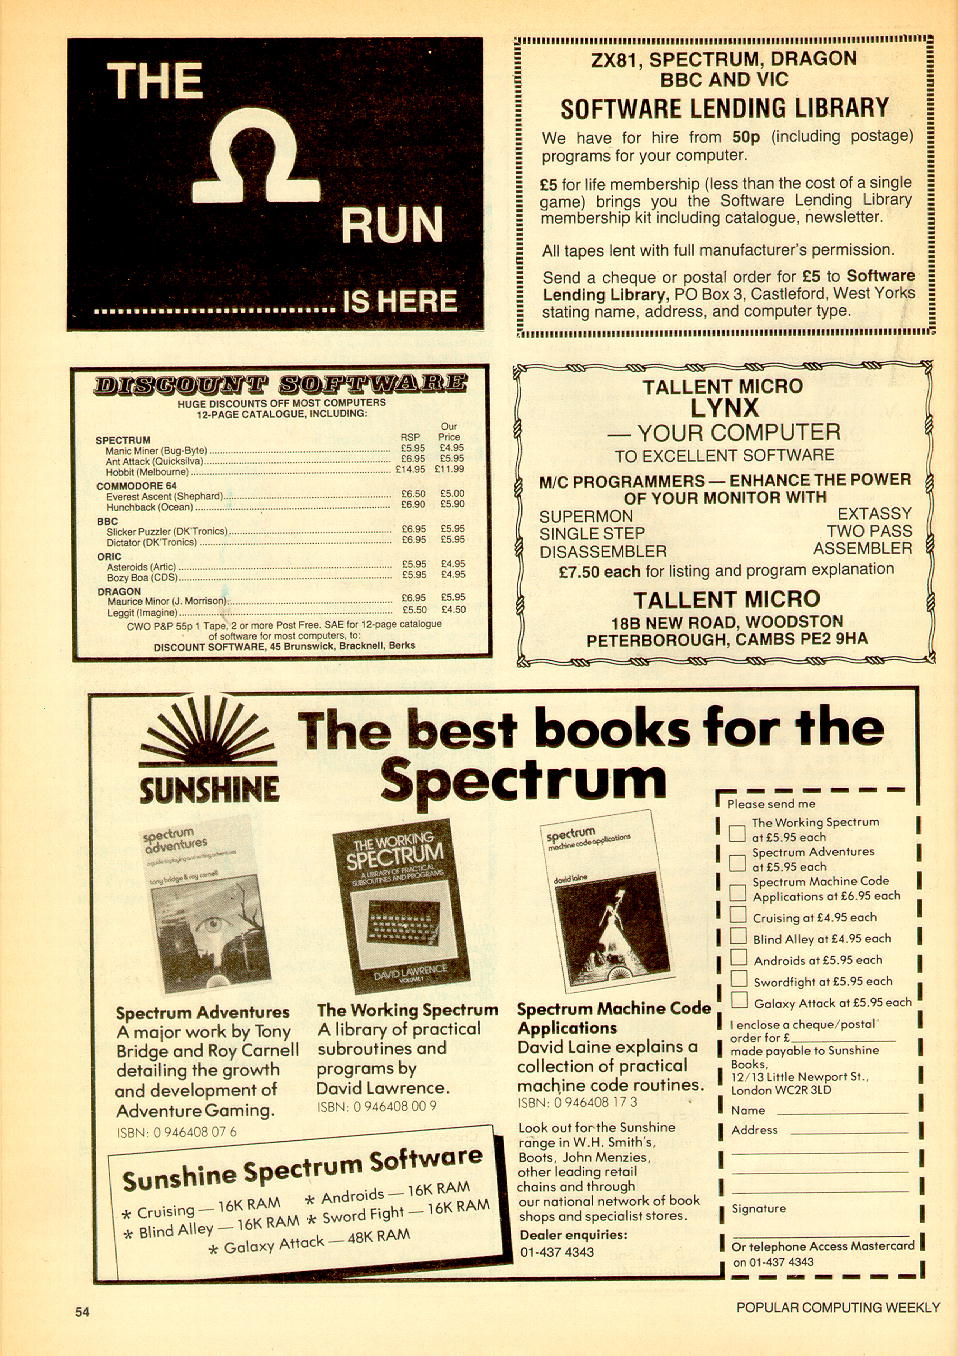 THE
Ω
RUN
IS HERE
ZX81, SPECTRUM, DRAGON
BBC AND VIC
SOFTWARE LENDING LIBRARY
We have for hire from 50p (including postage)
programs for your computer.
£5 for life membership (less than the cost of a single
game) brings you the Software Lending Library
membership kit including catalogue, newsletter.
All tapes lent with full manufacturer's permission.
Send a cheque or postal order for £5 to Software
Lending Library, PO Box 3, Castleford, West Yorks
stating name, address, and computer type.
DISCOUNT SOFTWARE
HUGE DISCOUNTS OFF MOST COMPUTERS
12-PAGE CATALOGUE, INCLUDING:
Our
RSP Price
SPECTRUM
Manic Miner (Bug-Byte) £5.95 £4.95
Ant Attack (Quicksilva) £6.95 £5.95
Hobbit (Melbourne) £14.95 £11.99
COMMODORE 64
Everest Ascent (Shephard) £6.50 £5.00
Hunchback (Ocean) £6.90 £5.90
BBC
Slicker Puzzler (DK'Tronics) £6.95 £5.95
Dictator (DK'Tronics) £6.95 £5.95
ORIC
Asteroids (Artic) £5.95 £4.95
Bozy Boa (CDS) £5.95 £4.95
DRAGON
Maurice Minor (J. Morrison) £6.95 £5.95
Leggit (Imagine) £5.50 £4.50
CWO P&P 55p 1 Tape, 2 or more Post Free. SAE for 12-page catalogue
of software for most computers, to:
DISCOUNT SOFTWARE, 45 Brunswick, Bracknell, Berks
TALLENT MICRO
LYNX
— YOUR COMPUTER
TO EXCELLENT SOFTWARE
M/C PROGRAMMERS — ENHANCE THE POWER
OF YOUR MONITOR WITH
SUPERMON EXTASSY
SINGLE STEP TWO PASS
DISASSEMBLER ASSEMBLER
£7.50 each for listing and program explanation
TALLENT MICRO
18B NEW ROAD, WOODSTON
PETERBOROUGH, CAMBS PE2 9HA
SUNSHINE
The best books for the
Spectrum
spectrum
adventures
a guide to playing and writing adventures
tony bridge & roy carnell
THE WORKING
SPECTRUM
A LIBRARY OF PRACTICAL
SUBROUTINES AND PROGRAMS
DAVID LAWRENCE
VOLUME 1
spectrum
machine code applications
david laine
Spectrum Adventures
A major work by Tony
Bridge and Roy Carnell
detailing the growth
and development of
Adventure Gaming.
ISBN: 0 946408 07 6
The Working Spectrum
A library of practical
subroutines and
programs by
David Lawrence.
ISBN: 0 946408 00 9
Spectrum Machine Code
Applications
David Laine explains a
collection of practical
machine code routines.
ISBN: 0 946408 17 3
Look out for the Sunshine
range in W.H. Smith's,
Boots, John Menzies,
other leading retail
chains and through
our national network of book
shops and specialist stores.
Dealer enquiries:
01-437 4343
Sunshine Spectrum Software
* Cruising — 16K RAM * Androids — 16K RAM
* Blind Alley — 16K RAM * Sword Fight — 16K RAM
* Galaxy Attack — 48K RAM
Please send me
The Working Spectrum
at £5.95 each
Spectrum Adventures
at £5.95 each
Spectrum Machine Code
Applications at £6.95 each
Cruising at £4.95 each
Blind Alley at £4.95 each
Androids at £5.95 each
Swordfight at £5.95 each
Galaxy Attack at £5.95 each
I enclose a cheque/postal
order for £
made payable to Sunshine
Books,
12/13 Little Newport St.,
London WC2R 3LD
Name
Address
Signature
Or telephone Access Mastercard
on 01-437 4343
54
POPULAR COMPUTING WEEKLY